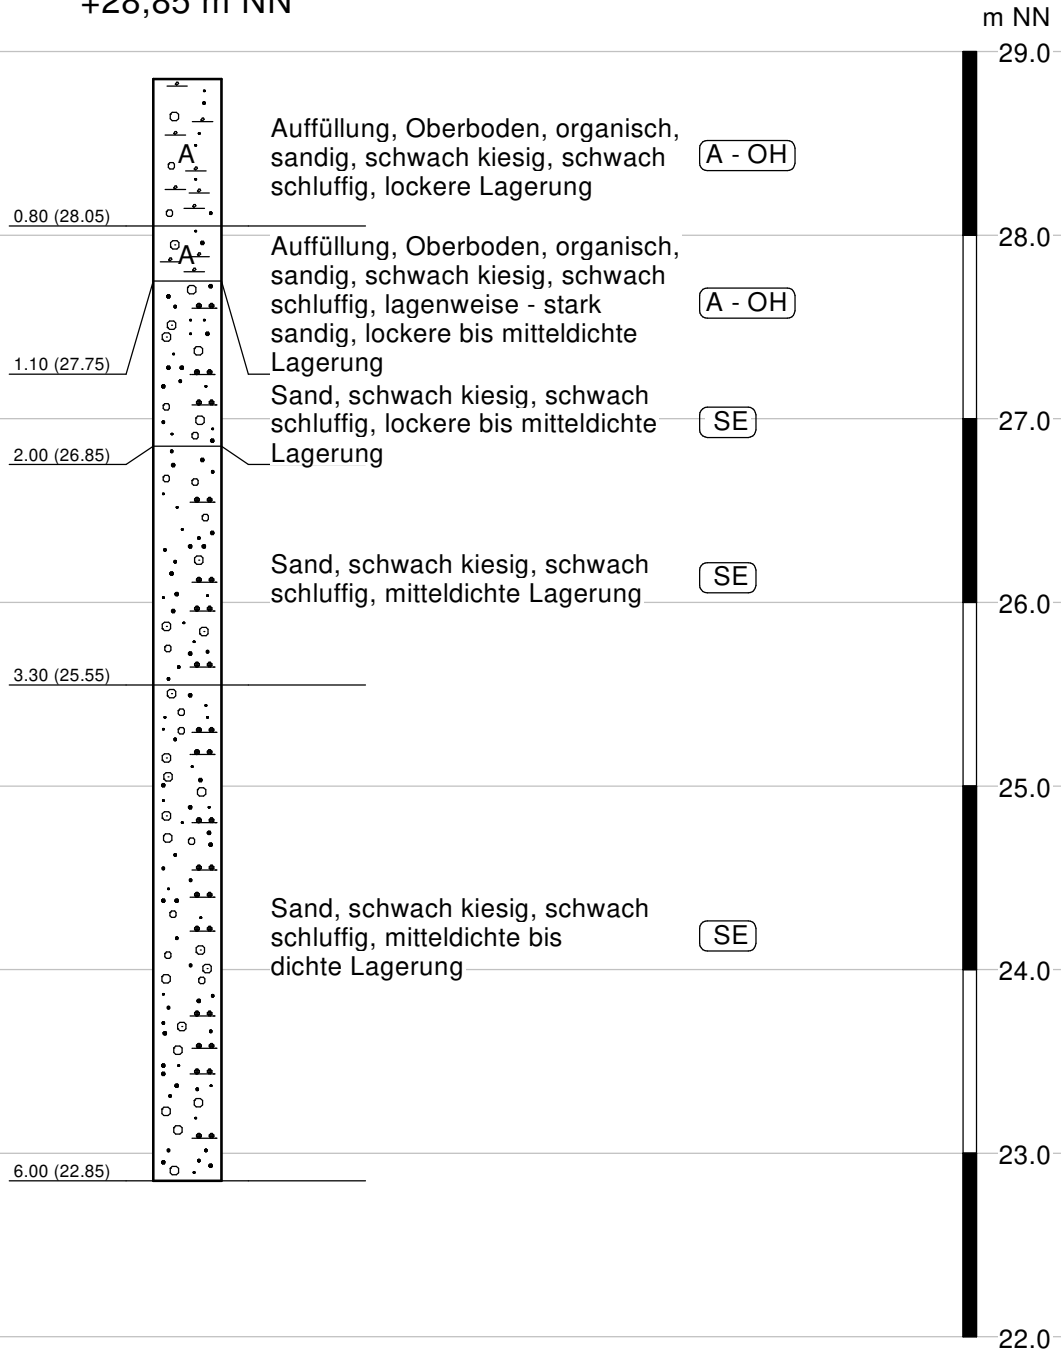 +28,85 m NN
m NN
29.0
Auffüllung, Oberboden, organisch,
sandig, schwach kiesig, schwach
schluffig, lockere Lagerung
A - OH
A
0.80 (28.05)
28.0
Auffüllung, Oberboden, organisch,
sandig, schwach kiesig, schwach
schluffig, lagenweise - stark
sandig, lockere bis mitteldichte
Lagerung
A - OH
A
1.10 (27.75)
Sand, schwach kiesig, schwach
schluffig, lockere bis mitteldichte
Lagerung
SE
27.0
2.00 (26.85)
Sand, schwach kiesig, schwach
schluffig, mitteldichte Lagerung
SE
26.0
3.30 (25.55)
25.0
Sand, schwach kiesig, schwach
schluffig, mitteldichte bis
dichte Lagerung
SE
24.0
23.0
6.00 (22.85)
22.0